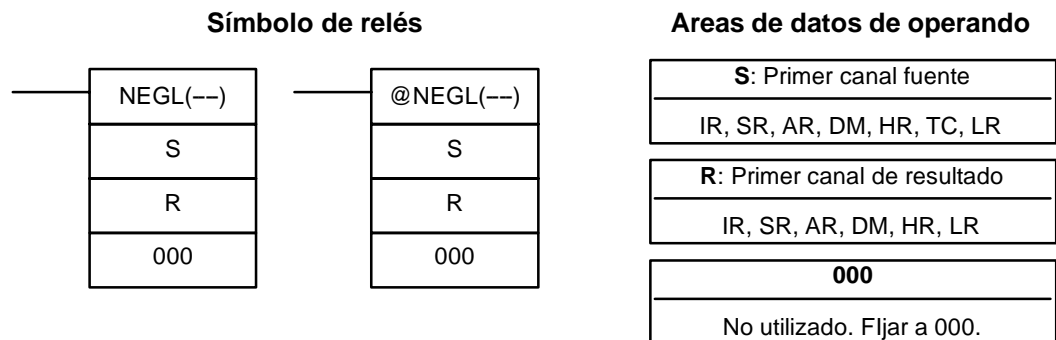 Símbolo de relés
NEGL(––)
S
R
000
@NEGL(––)
S
R
000
Areas de datos de operando
S: Primer canal fuente
IR, SR, AR, DM, HR, TC, LR
R: Primer canal de resultado
IR, SR, AR, DM, HR, LR
000
No utilizado. FIjar a 000.